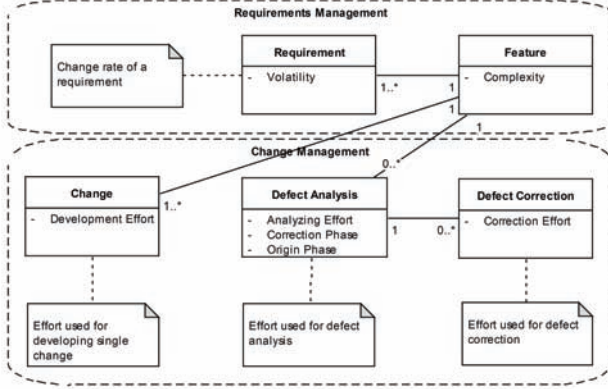 Requirements Management
Change rate of a
requirement
Requirement
- Volatility
1..*
1
Feature
- Complexity
1
1
Change Management
0..*
Change
- Development Effort
1..*
Defect Analysis
- Analyzing Effort
- Correction Phase
- Origin Phase
1
0..*
Defect Correction
- Correction Effort
Effort used for
developing single
change
Effort used for defect
analysis
Effort used for defect
correction